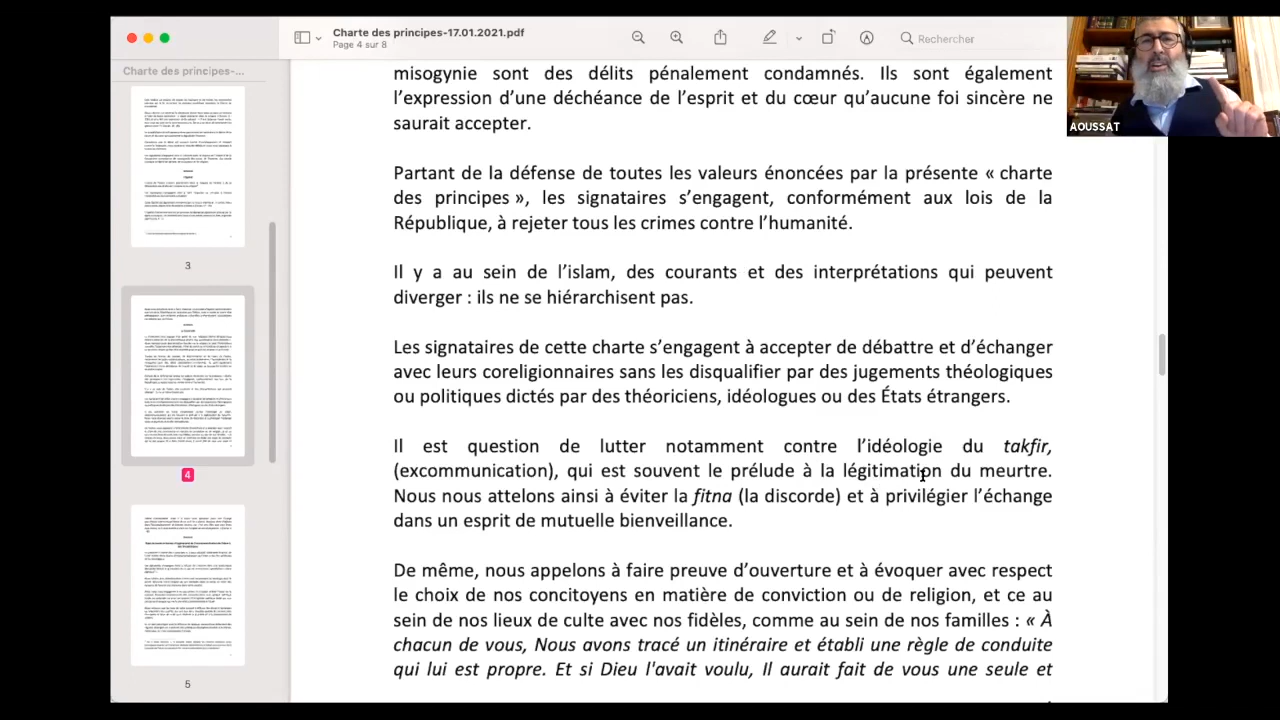 Charte des principes-17.01.2021.pdf
Page 4 sur 8
Rechercher
Charte des principes-...
AOUSSAT
3
4
5
misogynie sont des délits pénalement condamnés. Ils sont également
l’expression d’une déchéance de l’esprit et du cœur qu’aucune foi sincère ne
saurait accepter.
Partant de la défense de toutes les valeurs énoncées par la présente « charte
des principes», les signataires s’engagent, conformément aux lois de la
République, à rejeter tous les crimes contre l’humanité.
Il y a au sein de l’islam, des courants et des interprétations qui peuvent
diverger : ils ne se hiérarchisent pas.
Les signataires de cette charte s’engagent à accepter de débattre et d’échanger
avec leurs coreligionnaires sans les disqualifier par deux arguments théologiques
ou politiques dictés par des théoriciens, idéologues ou des États étrangers.
Il est question de lutter notamment contre l’idéologie du takfir,
(excommunication), qui est souvent le prélude à la légitimation du meurtre.
Nous nous attelons ainsi à éviter la fitna (la discorde) et à privilégier l’échange
dans un esprit de mutuelle bienveillance.
De même, nous appelons à faire preuve d’ouverture et à aborder avec respect
le choix de nos concitoyens en matière de conviction et de religion, et ce au
sein de nos lieux de culte avec nos fidèles, comme au sein de nos familles : « À
chacun de vous, Nous avons tracé un itinéraire et établi une règle de conduite
qui lui est propre. Et si Dieu l'avait voulu, Il aurait fait de vous une seule et